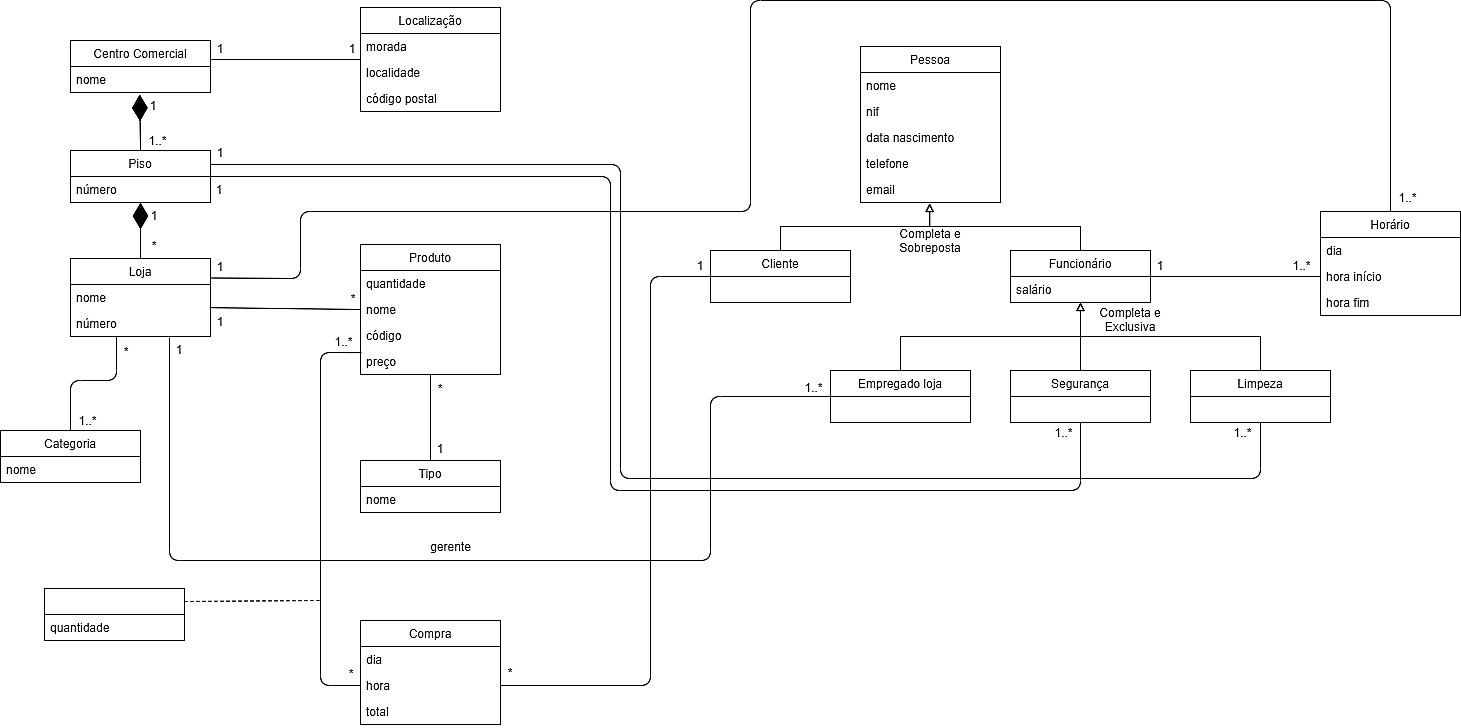 Centro Comercial
nome
1
1
Localização
morada
localidade
código postal
1
1..*
Piso
número
1
1
1
*
Loja
nome
número
1
1
*
1
Produto
quantidade
nome
código
preço
*
1..*
*
1
Tipo
nome
1..*
Categoria
nome
gerente
quantidade
Compra
dia
hora
total
*
*
Pessoa
nome
nif
data nascimento
telefone
email
Completa e
Sobreposta
1
Cliente
Funcionário
salário
1
1..*
1..*
Horário
dia
hora início
hora fim
Completa e
Exclusiva
1..*
Empregado loja
Segurança
Limpeza
1..*
1..*